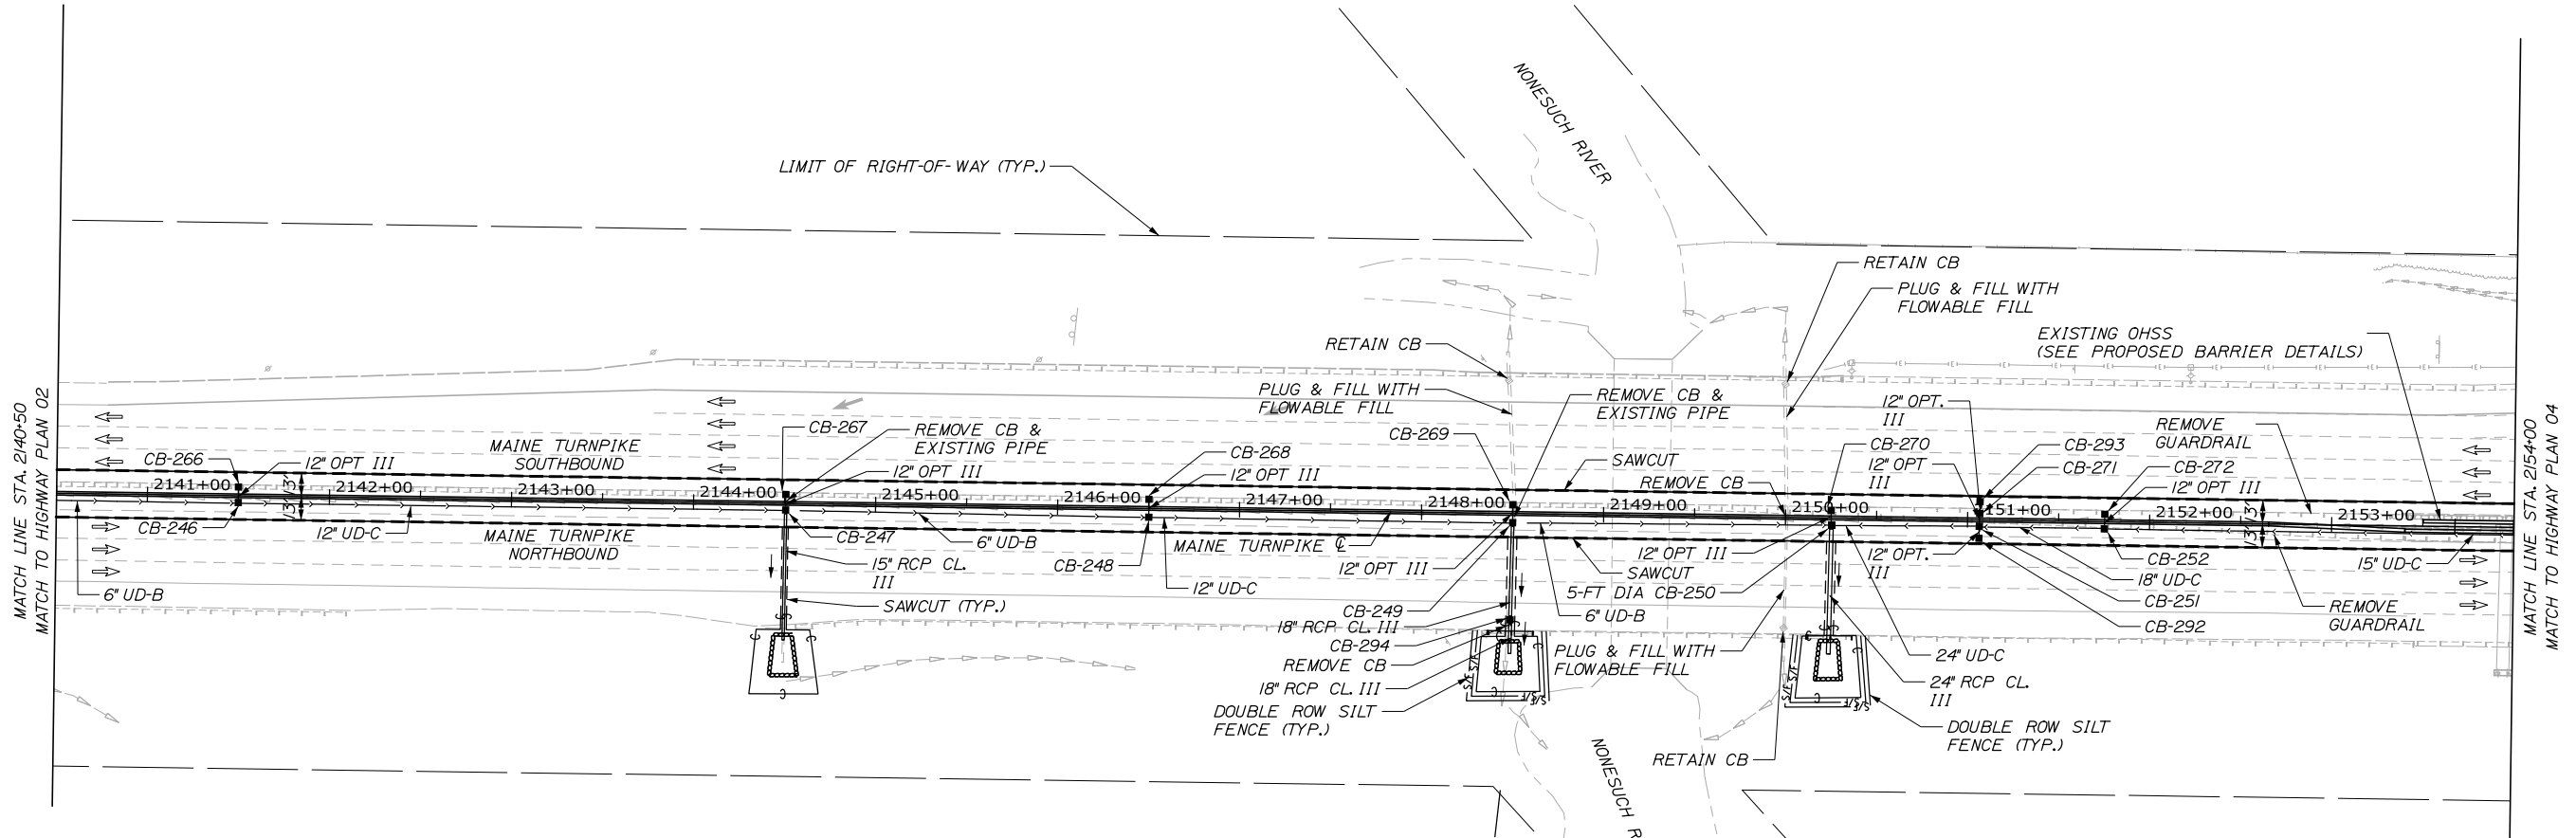 MATCH LINE STA. 2140+50
MATCH TO HIGHWAY PLAN 02
NONESUCH RIVER
LIMIT OF RIGHT-OF-WAY (TYP.)
RETAIN CB
PLUG & FILL WITH
FLOWABLE FILL
EXISTING OHSS
(SEE PROPOSED BARRIER DETAILS)
RETAIN CB
PLUG & FILL WITH
FLOWABLE FILL
REMOVE CB &
EXISTING PIPE
12" OPT.
III
REMOVE
GUARDRAIL
CB-267
REMOVE CB &
EXISTING PIPE
CB-269
CB-270
CB-293
MAINE TURNPIKE
SOUTHBOUND
CB-266
12" OPT III
12" OPT III
CB-268
12" OPT III
SAWCUT
12" OPT
III
CB-271
CB-272
12" OPT III
REMOVE CB
13'
13'
2141+00
2142+00
2143+00
2144+00
2145+00
2146+00
2147+00
2148+00
2149+00
2150+00
2151+00
2152+00
2153+00
13'
13'
CB-246
12" UD-C
MAINE TURNPIKE
NORTHBOUND
CB-247
6" UD-B
MAINE TURNPIKE ℄
12" OPT III
12" OPT.
III
CB-252
15" UD-C
15" RCP CL.
III
CB-248
12" OPT III
SAWCUT
18" UD-C
6" UD-B
SAWCUT (TYP.)
12" UD-C
5-FT DIA CB-250
CB-251
REMOVE
GUARDRAIL
CB-249
6" UD-B
18" RCP CL. III
CB-292
CB-294
REMOVE CB
PLUG & FILL WITH
FLOWABLE FILL
24" UD-C
18" RCP CL. III
24" RCP CL.
III
DOUBLE ROW SILT
FENCE (TYP.)
DOUBLE ROW SILT
FENCE (TYP.)
RETAIN CB
NONESUCH R
MATCH LINE STA. 2154+00
MATCH TO HIGHWAY PLAN 04